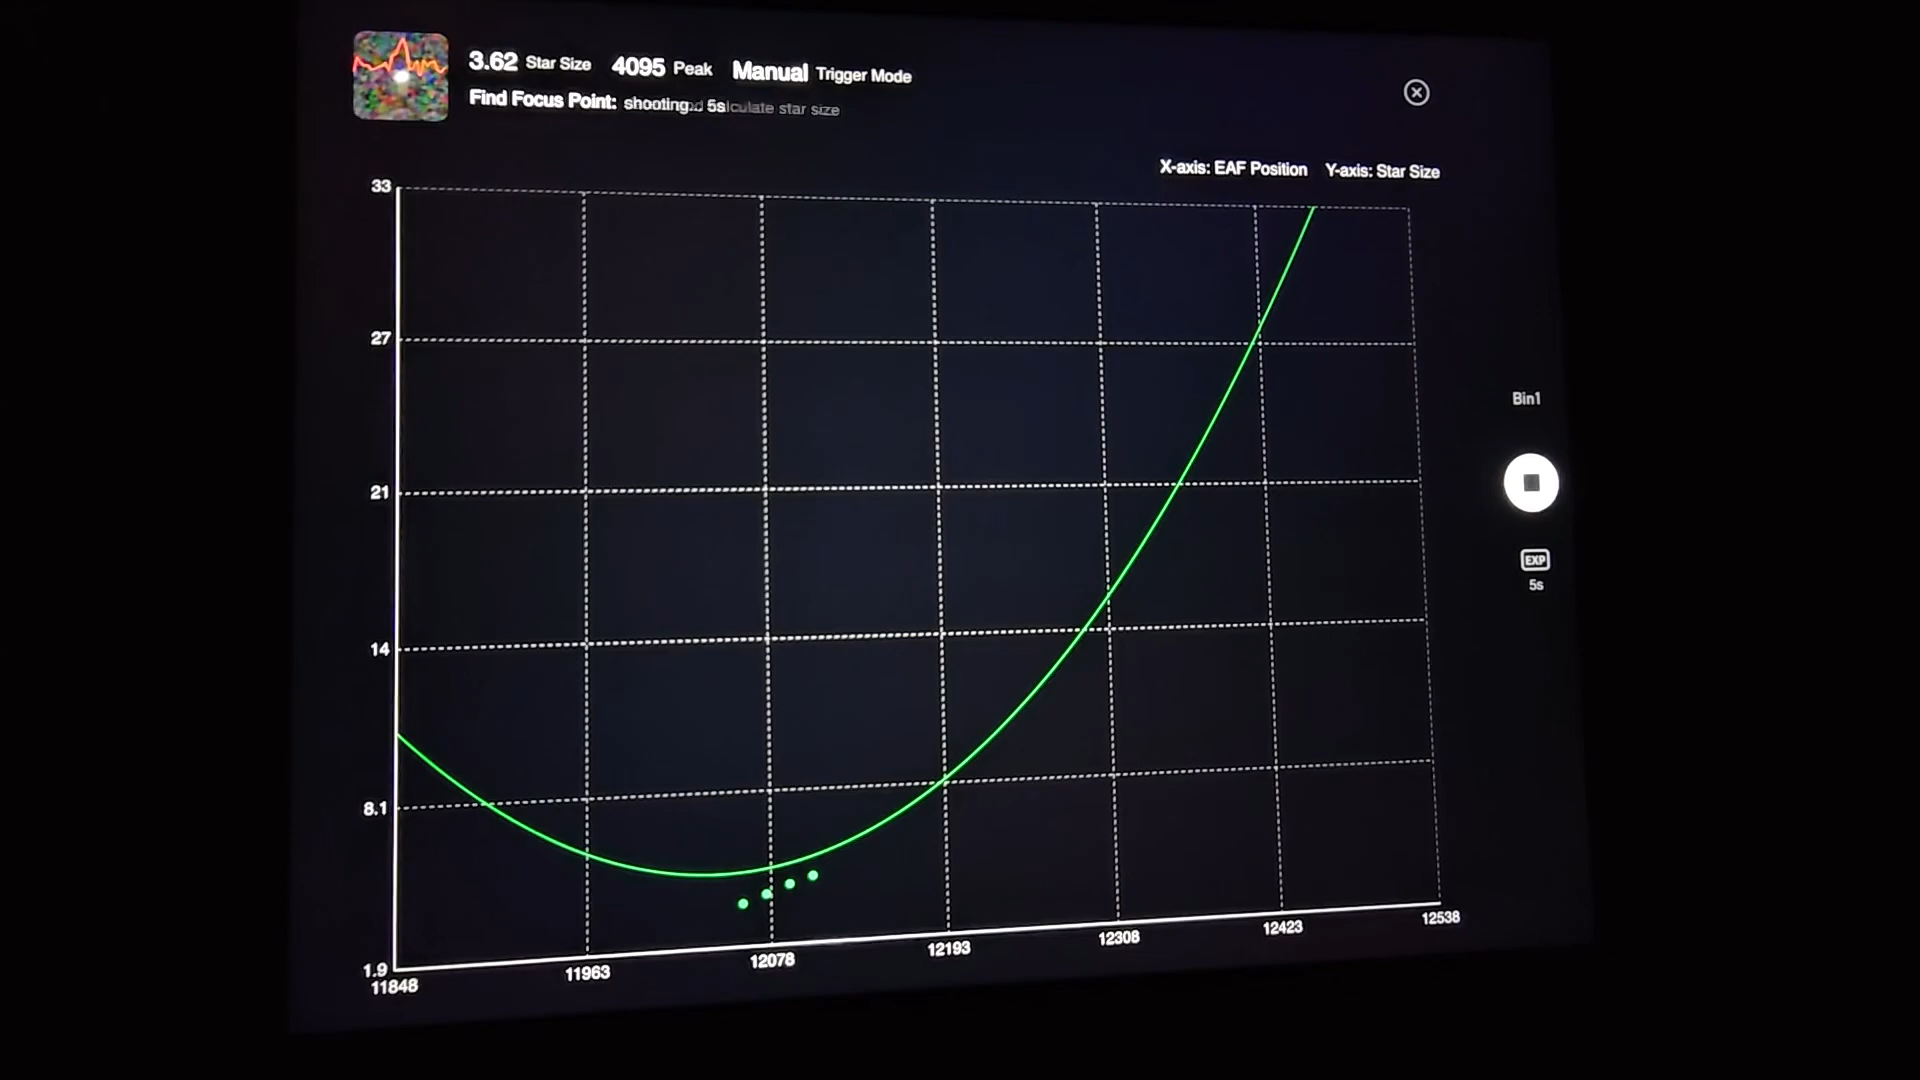 3.62 Star Size 4095 Peak Manual Trigger Mode
Find Focus Point: shooting.. 5s star size
X-axis: EAF Position Y-axis: Star Size
33
27
21
14
8.1
1.9
11848
11963
12078
12193
12308
12423
12538
Bin1
EXP
5s